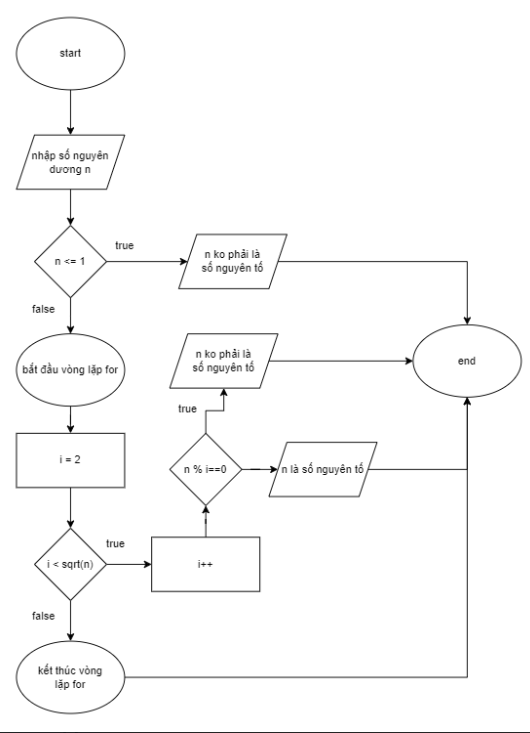 start
nhập số nguyên
dương n
n <= 1
true
n ko phải là
số nguyên tố
false
bắt đầu vòng lặp for
n ko phải là
số nguyên tố
end
true
i = 2
n % i==0
n là số nguyên tố
i < sqrt(n)
true
i++
false
kết thúc vòng
lặp for